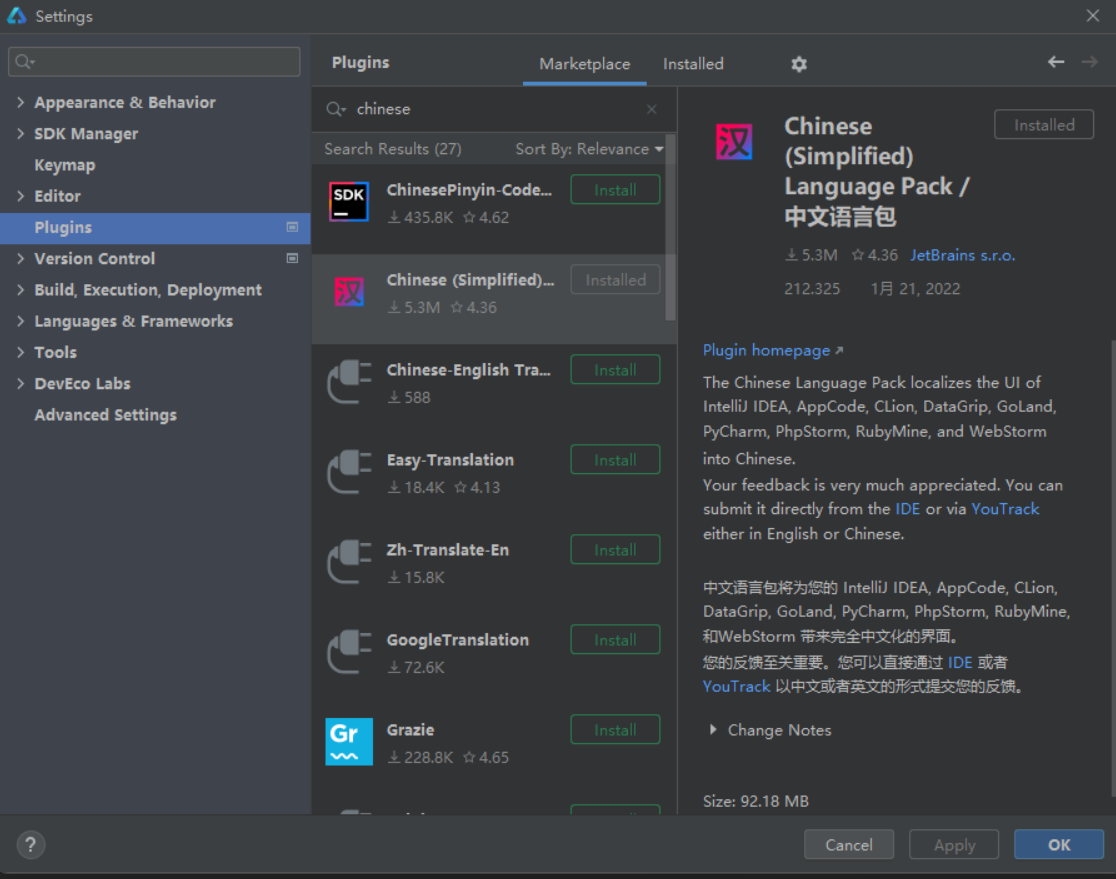 Settings
Plugins
Marketplace
Installed
Appearance & Behavior
SDK Manager
Keymap
Editor
Plugins
Version Control
Build, Execution, Deployment
Languages & Frameworks
Tools
DevEco Labs
Advanced Settings
chinese
Search Results (27) Sort By: Relevance
SDK
ChinesePinyin-Code... Install
435.8K 4.62
汉
Chinese (Simplified)... Installed
5.3M 4.36
Chinese-English Tra... Install
588
Easy-Translation Install
18.4K 4.13
Zh-Translate-En Install
15.8K
GoogleTranslation Install
72.6K
Gr
Grazie Install
228.8K 4.65
汉
Chinese
(Simplified)
Language Pack /
中文语言包
Installed
5.3M 4.36 JetBrains s.r.o.
212.325 1月 21, 2022
Plugin homepage
The Chinese Language Pack localizes the UI of
IntelliJ IDEA, AppCode, CLion, DataGrip, GoLand,
PyCharm, PhpStorm, RubyMine, and WebStorm
into Chinese.
Your feedback is very much appreciated. You can
submit it directly from the IDE or via YouTrack
either in English or Chinese.
中文语言包将为您的 IntelliJ IDEA, AppCode, CLion,
DataGrip, GoLand, PyCharm, PhpStorm, RubyMine,
和WebStorm 带来完全中文化的界面。
您的反馈至关重要。您可以直接通过 IDE 或者
YouTrack 以中文或者英文的形式提交您的反馈。
Change Notes
Size: 92.18 MB
?
Cancel
Apply
OK